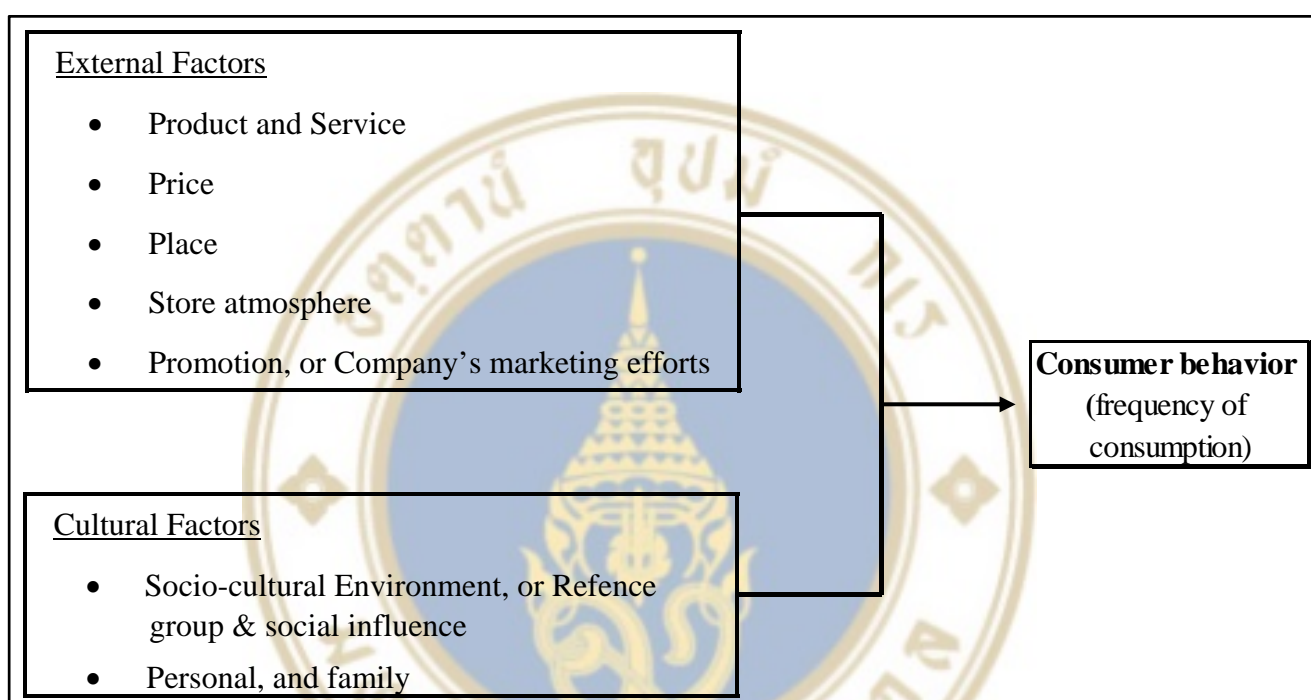 External Factors
• Product and Service
• Price
• Place
• Store atmosphere
• Promotion, or Company’s marketing efforts
Cultural Factors
• Socio-cultural Environment, or Refence
group & social influence
• Personal, and family
Consumer behavior
(frequency of
consumption)